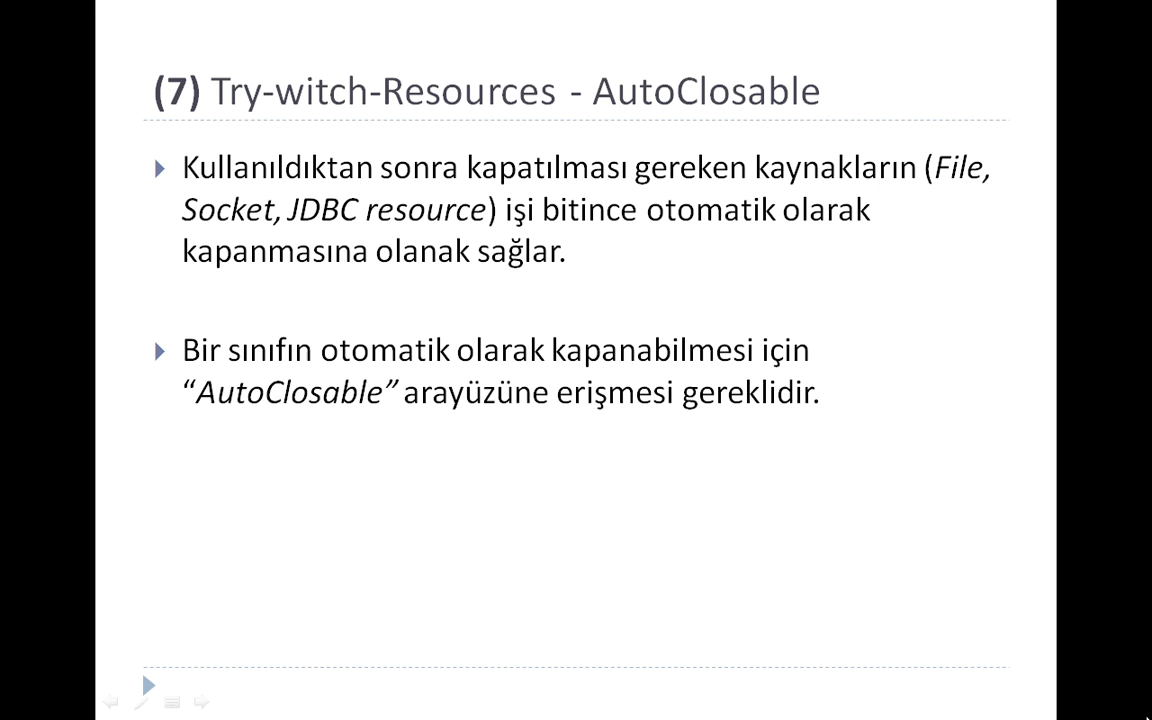 (7) Try-witch-Resources - AutoClosable
Kullanıldıktan sonra kapatılması gereken kaynakların (File,
Socket, JDBC resource) işi bitince otomatik olarak
kapanmasına olanak sağlar.
Bir sınıfın otomatik olarak kapanabilmesi için
“AutoClosable” arayüzüne erişmesi gereklidir.